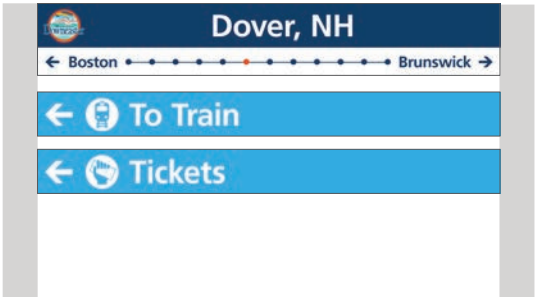 Dover, NH
← Boston Brunswick →
← To Train
← Tickets